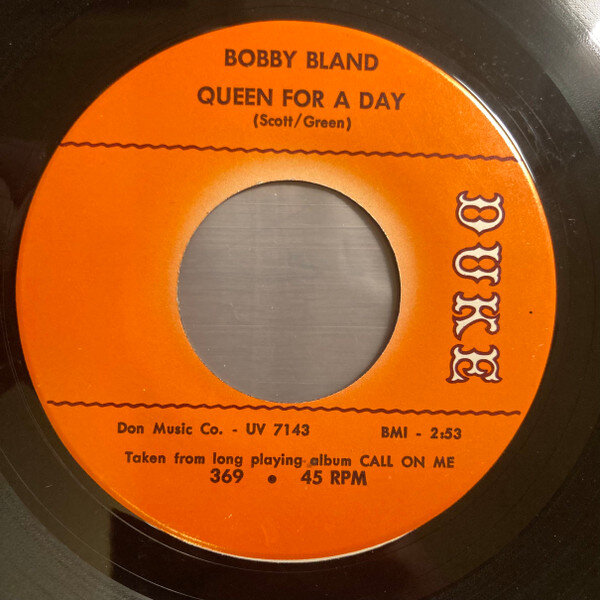 BOBBY BLAND
QUEEN FOR A DAY
(Scott/Green)
DUKE
Don Music Co. - UV 7143 BMI - 2:53
Taken from long playing album CALL ON ME
369 • 45 RPM